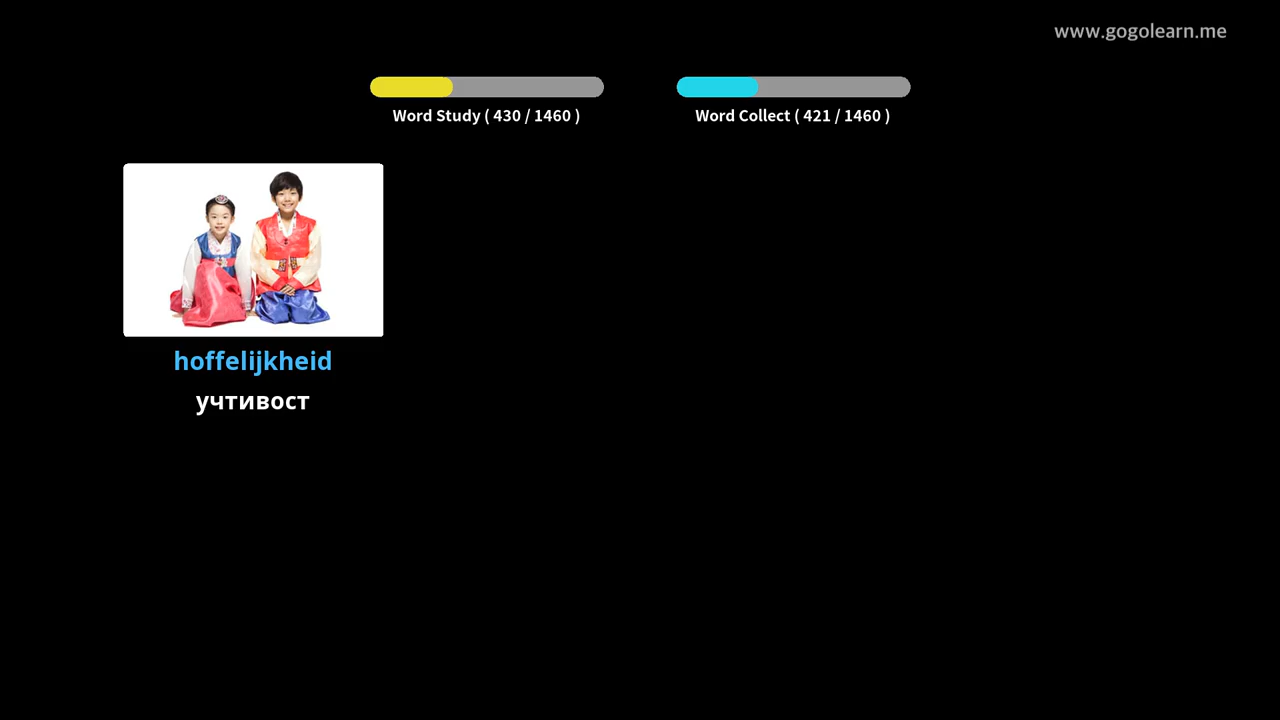 www.gogolearn.me
Word Study ( 430 / 1460 )
Word Collect ( 421 / 1460 )
hoffelijkheid
учтивост